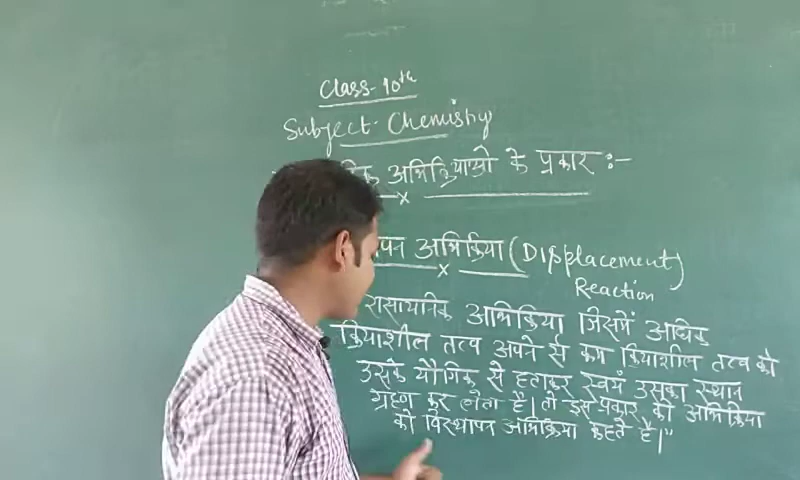 Class-10th
Subject- Chemistry
अभिक्रियाओ के प्रकार :-
x
पन अभिक्रिया (Displacement)
x
Reaction
रासायनिक अभिक्रिया जिसमें अधिक
क्रियाशील तत्व अपने से कम क्रियाशील तत्व को
उसके यौगिक से हटाकर स्वयं उसका स्थान
ग्रहण कर लेता है। तो इस प्रकार की अभिक्रिया
को विस्थापन अभिक्रिया कहते है।"